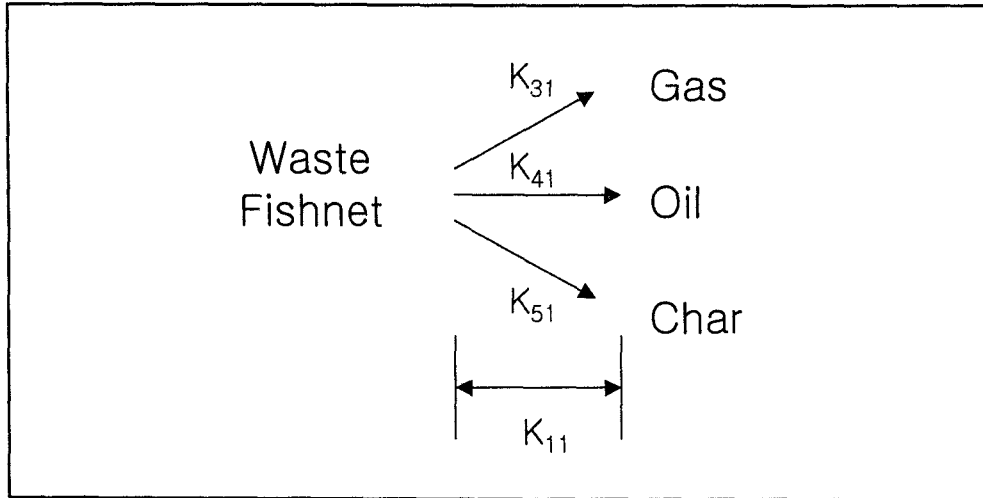 K31
Gas
Waste
Fishnet
K41
Oil
K51
Char
K11